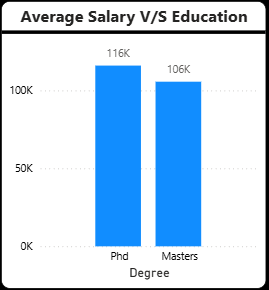 Average Salary V/S Education
116K
106K
100K
50K
0K
Phd Masters
Degree